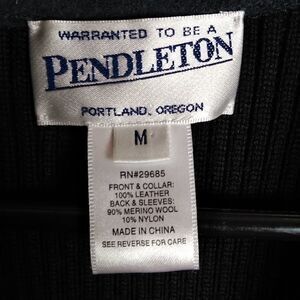 WARRANTED TO BE A
PENDLETON
PORTLAND, OREGON
M
RN#29685
FRONT & COLLAR:
100% LEATHER
BACK & SLEEVES:
90% MERINO WOOL
10% NYLON
MADE IN CHINA
SEE REVERSE FOR CARE